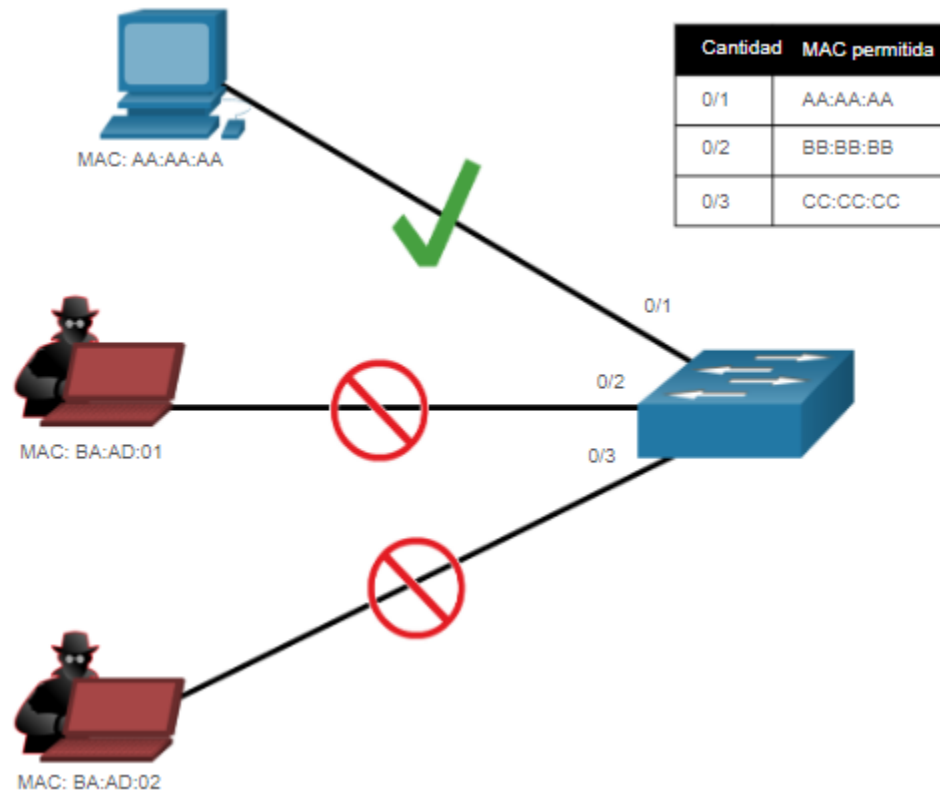 Cantidad MAC permitida
0/1 AA:AA:AA
0/2 BB:BB:BB
0/3 CC:CC:CC
MAC: AA:AA:AA
0/1
0/2
MAC: BA:AD:01
0/3
MAC: BA:AD:02